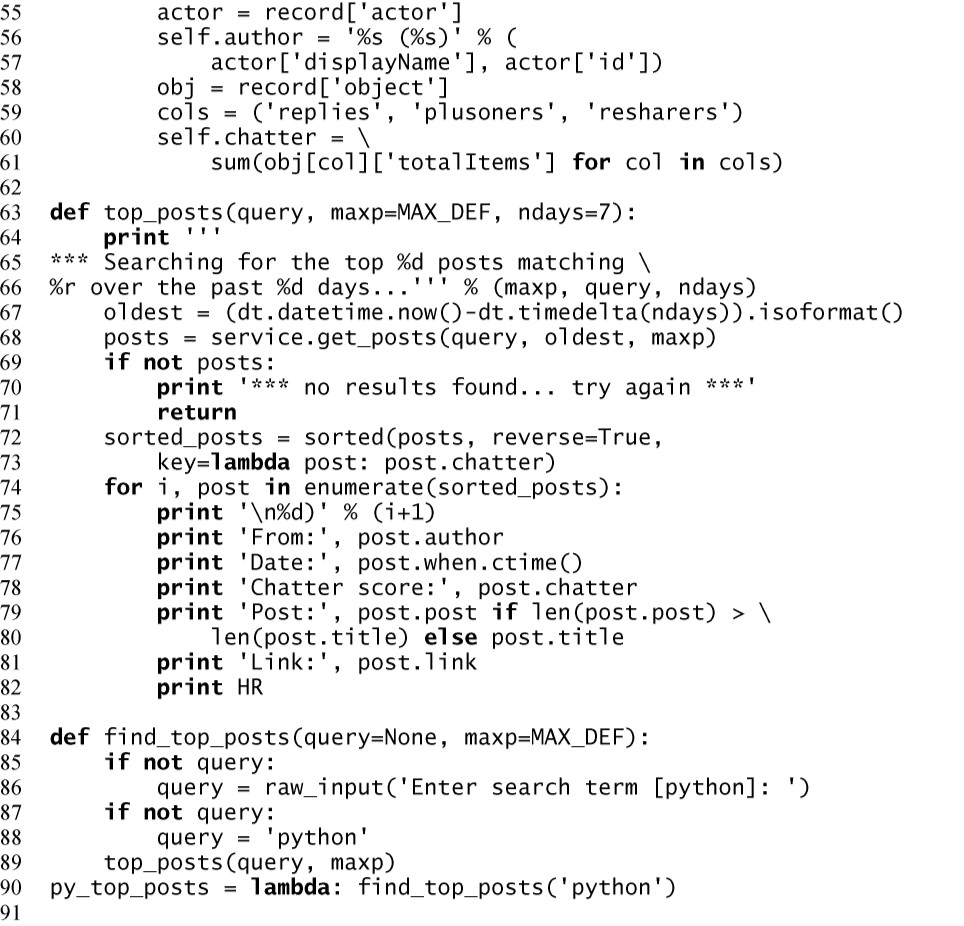 55            actor = record['actor']
56            self.author = '%s (%s)' % (
57                actor['displayName'], actor['id'])
58            obj = record['object']
59            cols = ('replies', 'plusoners', 'resharers')
60            self.chatter = \
61                sum(obj[col]['totalItems'] for col in cols)
62
63    def top_posts(query, maxp=MAX_DEF, ndays=7):
64        print '''
65    *** Searching for the top %d posts matching \
66    %r over the past %d days...''' % (maxp, query, ndays)
67        oldest = (dt.datetime.now()-dt.timedelta(ndays)).isoformat()
68        posts = service.get_posts(query, oldest, maxp)
69        if not posts:
70            print '*** no results found... try again ***'
71            return
72        sorted_posts = sorted(posts, reverse=True,
73            key=lambda post: post.chatter)
74        for i, post in enumerate(sorted_posts):
75            print '\n%d)' % (i+1)
76            print 'From:', post.author
77            print 'Date:', post.when.ctime()
78            print 'Chatter score:', post.chatter
79            print 'Post:', post.post if len(post.post) > \
80                len(post.title) else post.title
81            print 'Link:', post.link
82            print HR
83
84    def find_top_posts(query=None, maxp=MAX_DEF):
85        if not query:
86            query = raw_input('Enter search term [python]: ')
87        if not query:
88            query = 'python'
89        top_posts(query, maxp)
90    py_top_posts = lambda: find_top_posts('python')
91